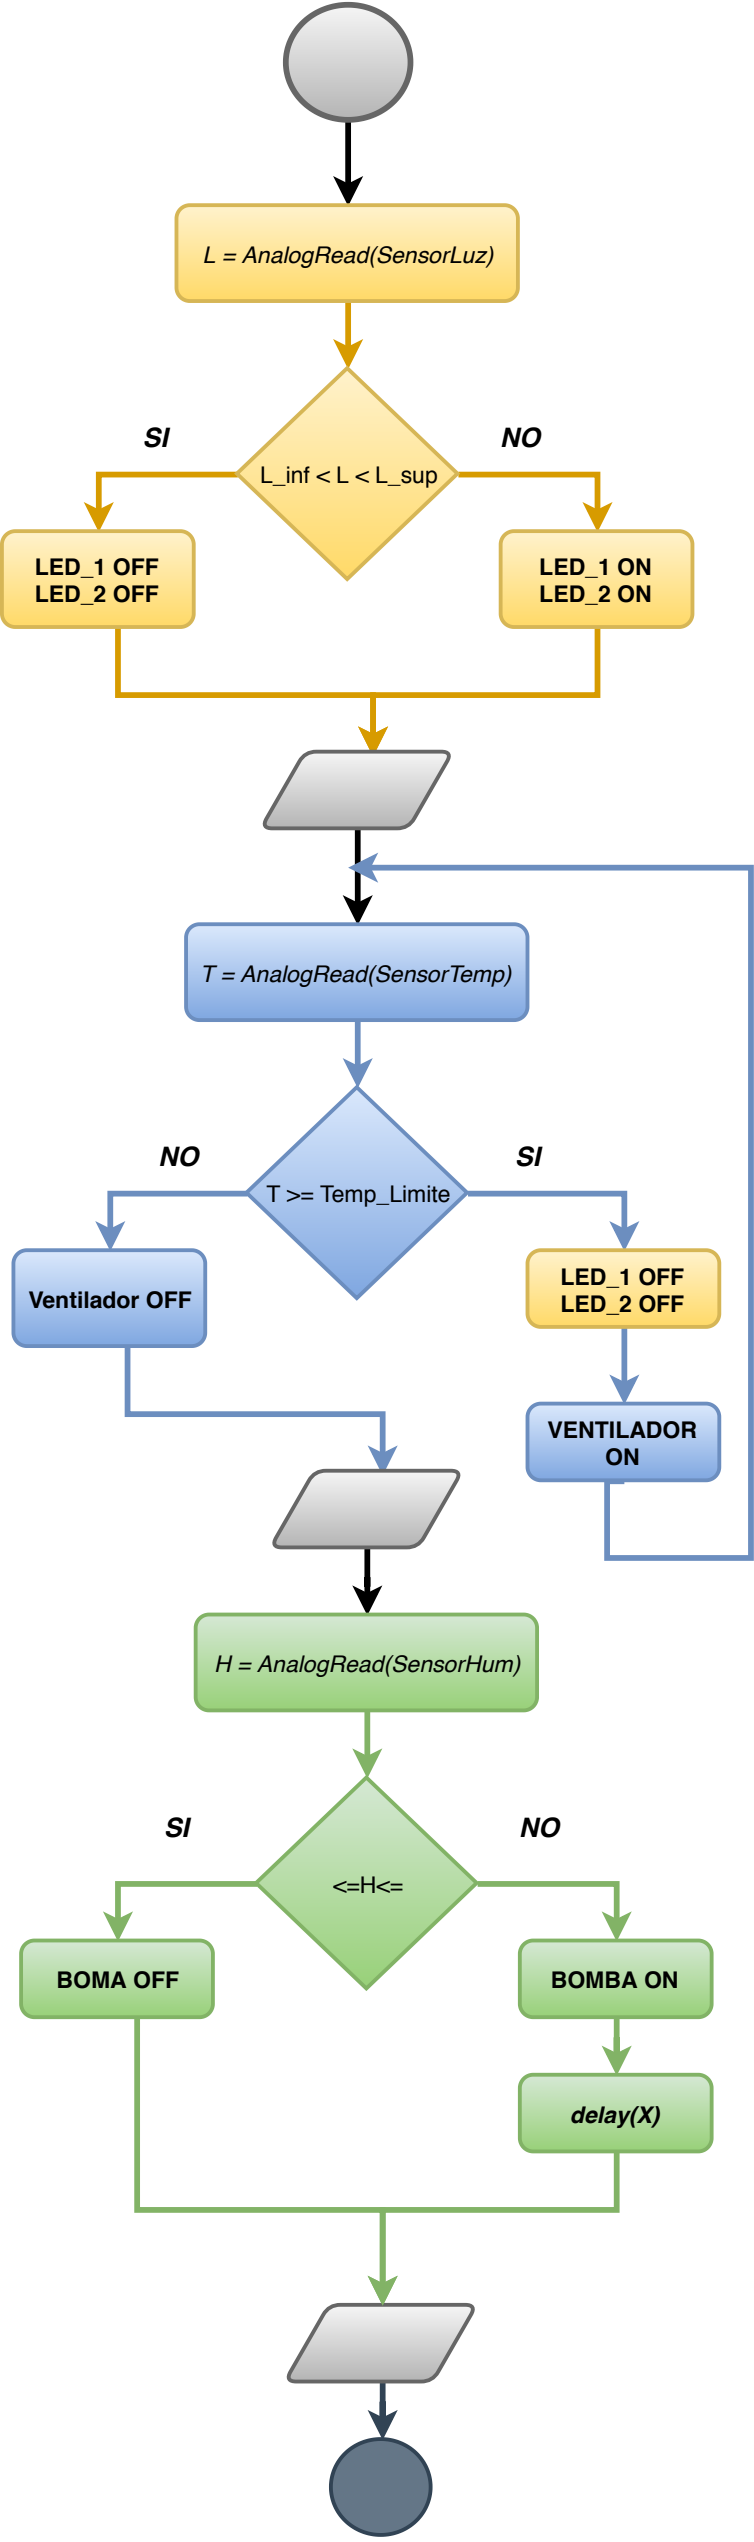 L = AnalogRead(SensorLuz)
SI
NO
L_inf < L < L_sup
LED_1 OFF
LED_2 OFF
LED_1 ON
LED_2 ON
T = AnalogRead(SensorTemp)
NO
SI
T >= Temp_Limite
Ventilador OFF
LED_1 OFF
LED_2 OFF
VENTILADOR
ON
H = AnalogRead(SensorHum)
SI
NO
<=H<=
BOMA OFF
BOMBA ON
delay(X)